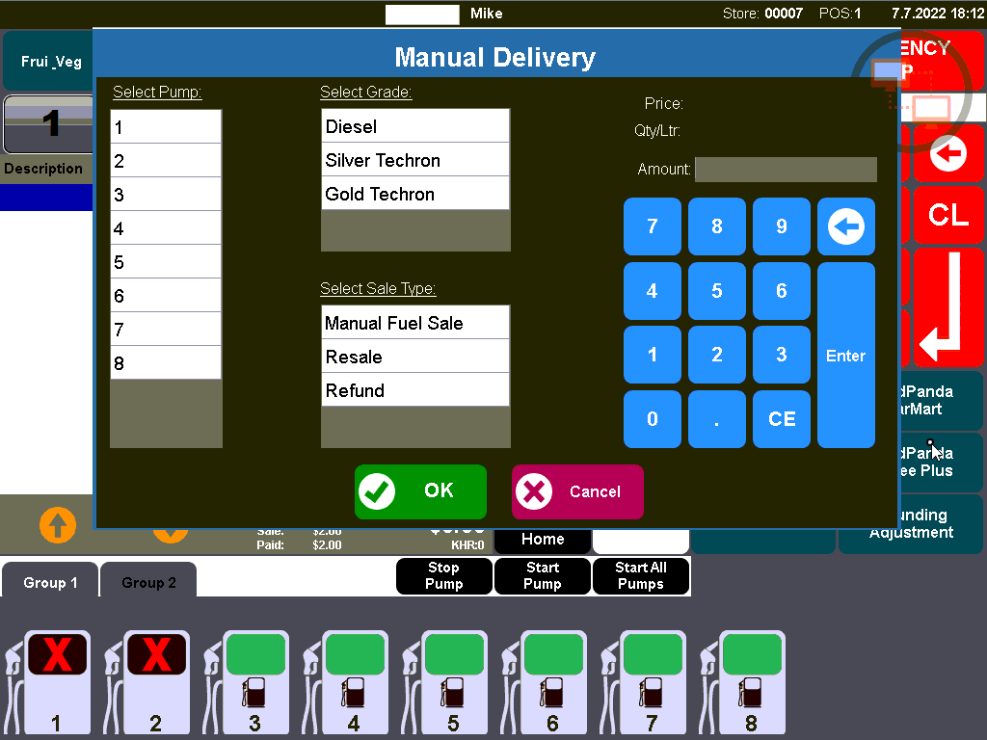 Mike
Store: 00007 POS:1 7.7.2022 18:12
Frui_Veg
Manual Delivery
ENCY
P
1
Description
Select Pump:
1
2
3
4
5
6
7
8
Select Grade:
Diesel
Silver Techron
Gold Techron
Select Sale Type:
Manual Fuel Sale
Resale
Refund
Price:
Qty/Ltr:
Amount:
7 8 9
4 5 6
1 2 3 Enter
0 . CE
CL
OK
Cancel
dPanda
arMart
dPanda
ee Plus
unding
Adjustment
Sale: $2.00
Paid: $2.00
KHR:0
Home
Group 1
Group 2
Stop
Pump
Start
Pump
Start All
Pumps
X X
1 2 3 4 5 6 7 8